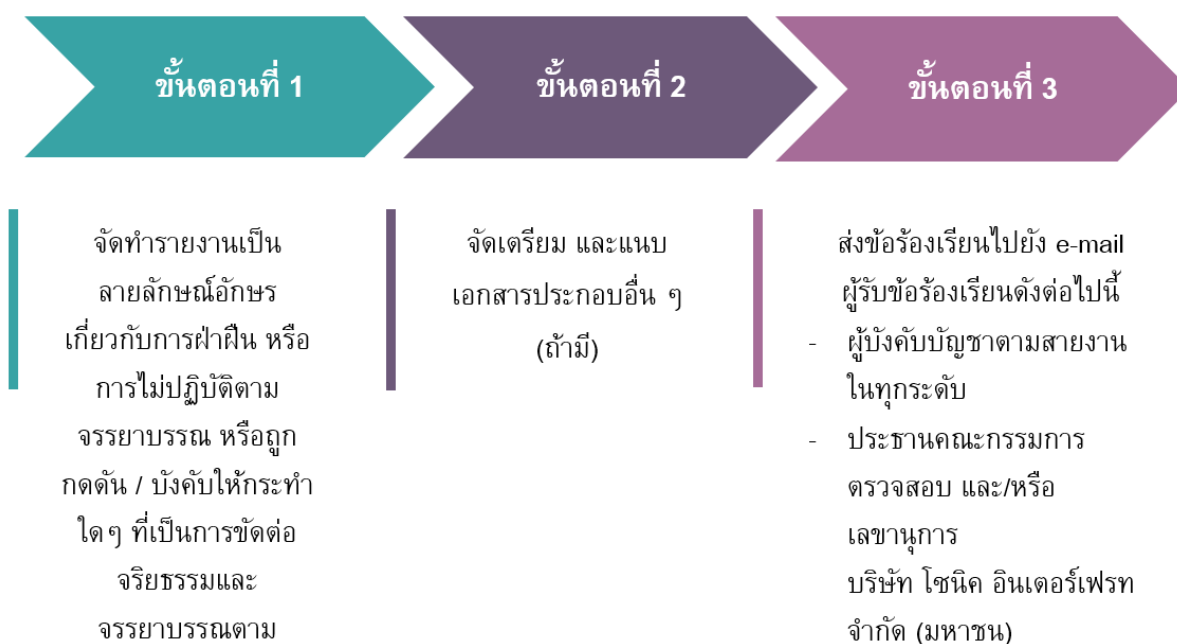 ขั้นตอนที่ 1
จัดทำรายงานเป็น
ลายลักษณ์อักษร
เกี่ยวกับการฝ่าฝืน หรือ
การไม่ปฏิบัติตาม
จรรยาบรรณ หรือถูก
กดดัน / บังคับให้กระทำ
ใดๆ ที่เป็นการขัดต่อ
จริยธรรมและ
จรรยาบรรณตาม
ขั้นตอนที่ 2
จัดเตรียม และแนบ
เอกสารประกอบอื่น ๆ
(ถ้ามี)
ขั้นตอนที่ 3
ส่งข้อร้องเรียนไปยัง e-mail
ผู้รับข้อร้องเรียนดังต่อไปนี้
- ผู้บังคับบัญชาตามสายงาน
ในทุกระดับ
- ประธานคณะกรรมการ
ตรวจสอบ และ/หรือ
เลขานุการ
บริษัท โซนิค อินเตอร์เฟรท
จำกัด (มหาชน)